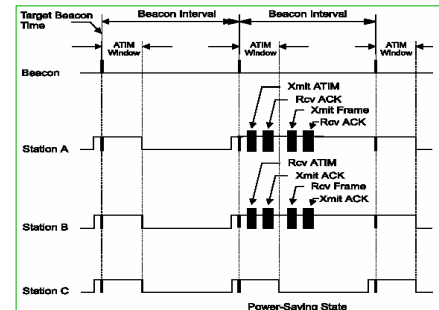 Target Beacon
Time
Beacon Interval
Beacon Interval
ATIM
Window
ATIM
Window
ATIM
Window
Beacon
Xmit ATIM
Rcv ACK
Xmit Frame
Rcv ACK
Station A
Rcv ATIM
Xmit ACK
Rcv Frame
Xmit ACK
Station B
Station C
Power-Saving State